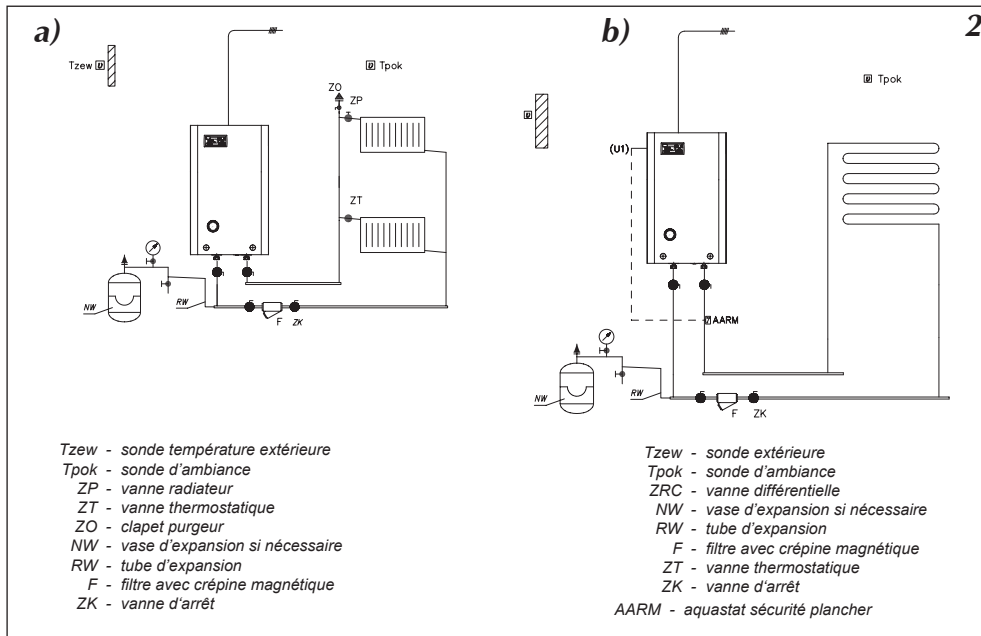 a)
Tzew
Tpok
ZO
ZP
ZT
NW
RW
F
ZK
b)
2
Tpok
(U1)
AARM
NW
RW
F
ZK
Tzew - sonde température extérieure
Tpok - sonde d'ambiance
ZP - vanne radiateur
ZT - vanne thermostatique
ZO - clapet purgeur
NW - vase d'expansion si nécessaire
RW - tube d'expansion
F - filtre avec crépine magnétique
ZK - vanne d'arrêt
Tzew - sonde extérieure
Tpok - sonde d'ambiance
ZRC - vanne différentielle
NW - vase d'expansion si nécessaire
RW - tube d'expansion
F - filtre avec crépine magnétique
ZT - vanne thermostatique
ZK - vanne d'arrêt
AARM - aquastat sécurité plancher